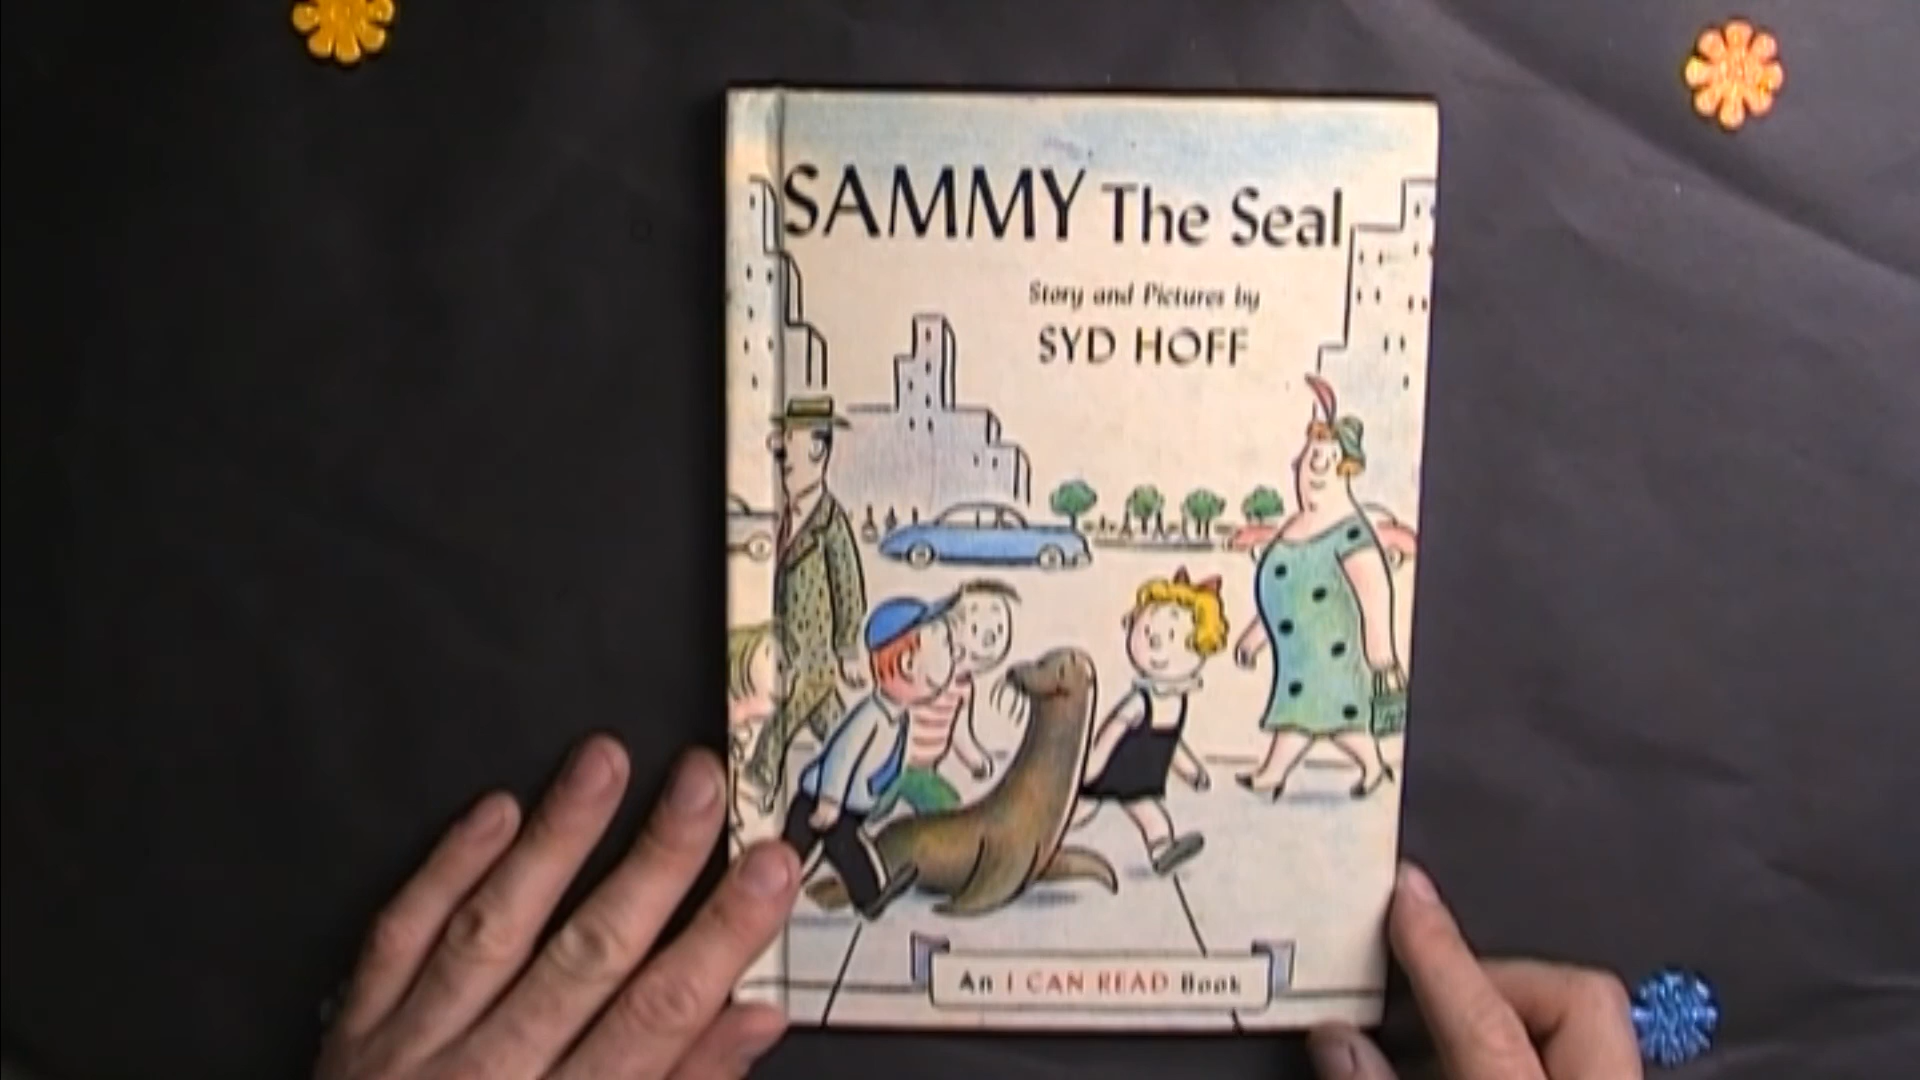 SAMMY The Seal
Story and Pictures by
SYD HOFF
An I CAN READ Book